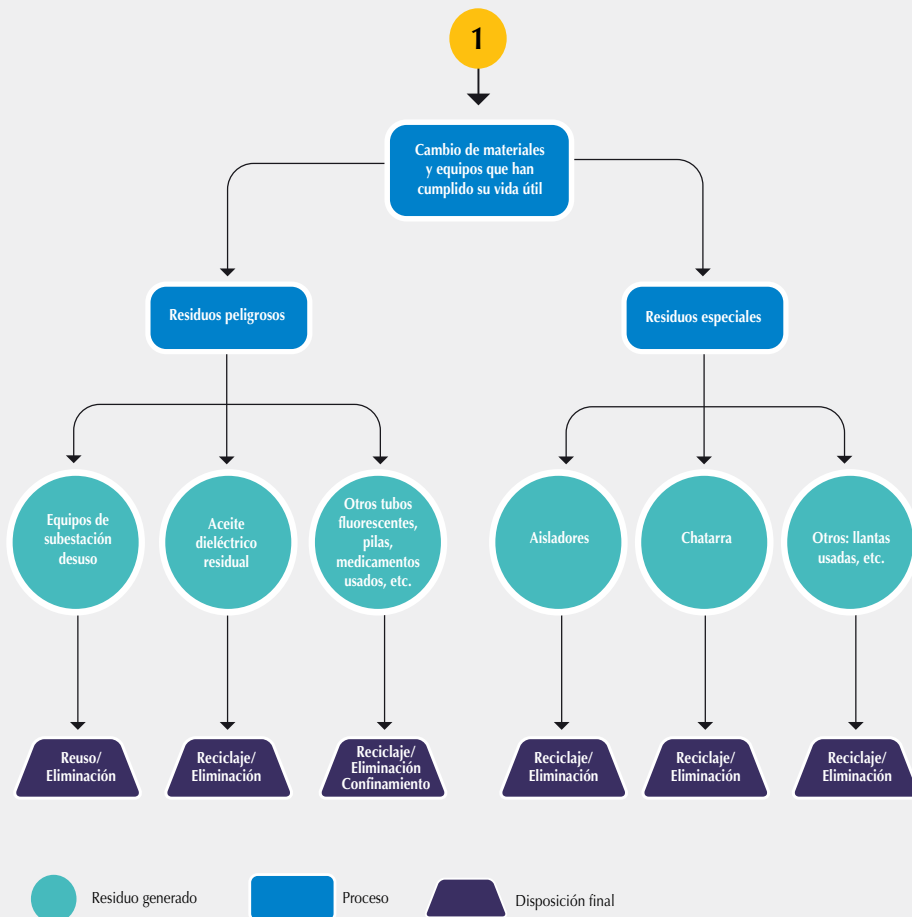 1
Cambio de materiales
y equipos que han
cumplido su vida útil
Residuos peligrosos
Residuos especiales
Equipos de
subestación
desuso
Aceite
dieléctrico
residual
Otros tubos
fluorescentes,
pilas,
medicamentos
usados, etc.
Aisladores
Chatarra
Otros: llantas
usadas, etc.
Reuso/
Eliminación
Reciclaje/
Eliminación
Reciclaje/
Eliminación
Confinamiento
Reciclaje/
Eliminación
Reciclaje/
Eliminación
Reciclaje/
Eliminación
Residuo generado
Proceso
Disposición final